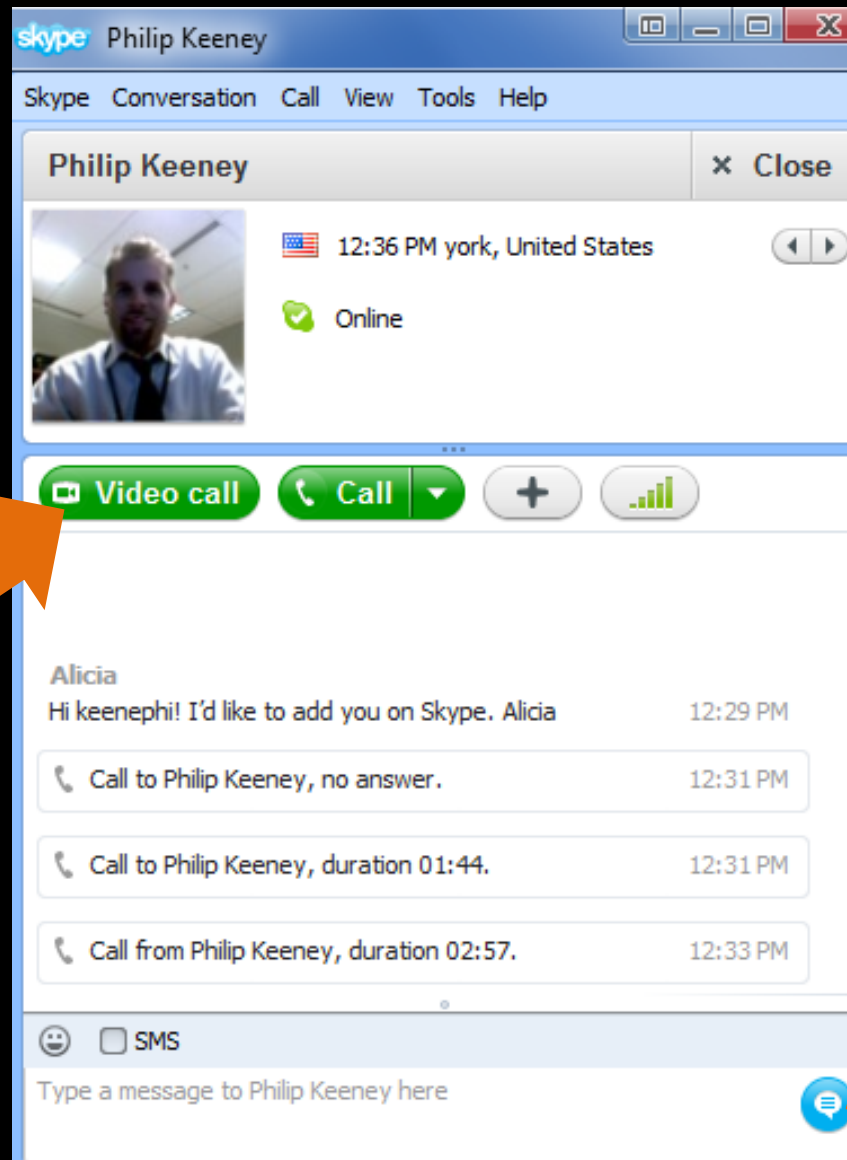 skype Philip Keeney
Skype Conversation Call View Tools Help
Philip Keeney × Close
12:36 PM york, United States
Online
Video call Call
Alicia
Hi keenephi! I'd like to add you on Skype. Alicia 12:29 PM
Call to Philip Keeney, no answer. 12:31 PM
Call to Philip Keeney, duration 01:44. 12:31 PM
Call from Philip Keeney, duration 02:57. 12:33 PM
SMS
Type a message to Philip Keeney here